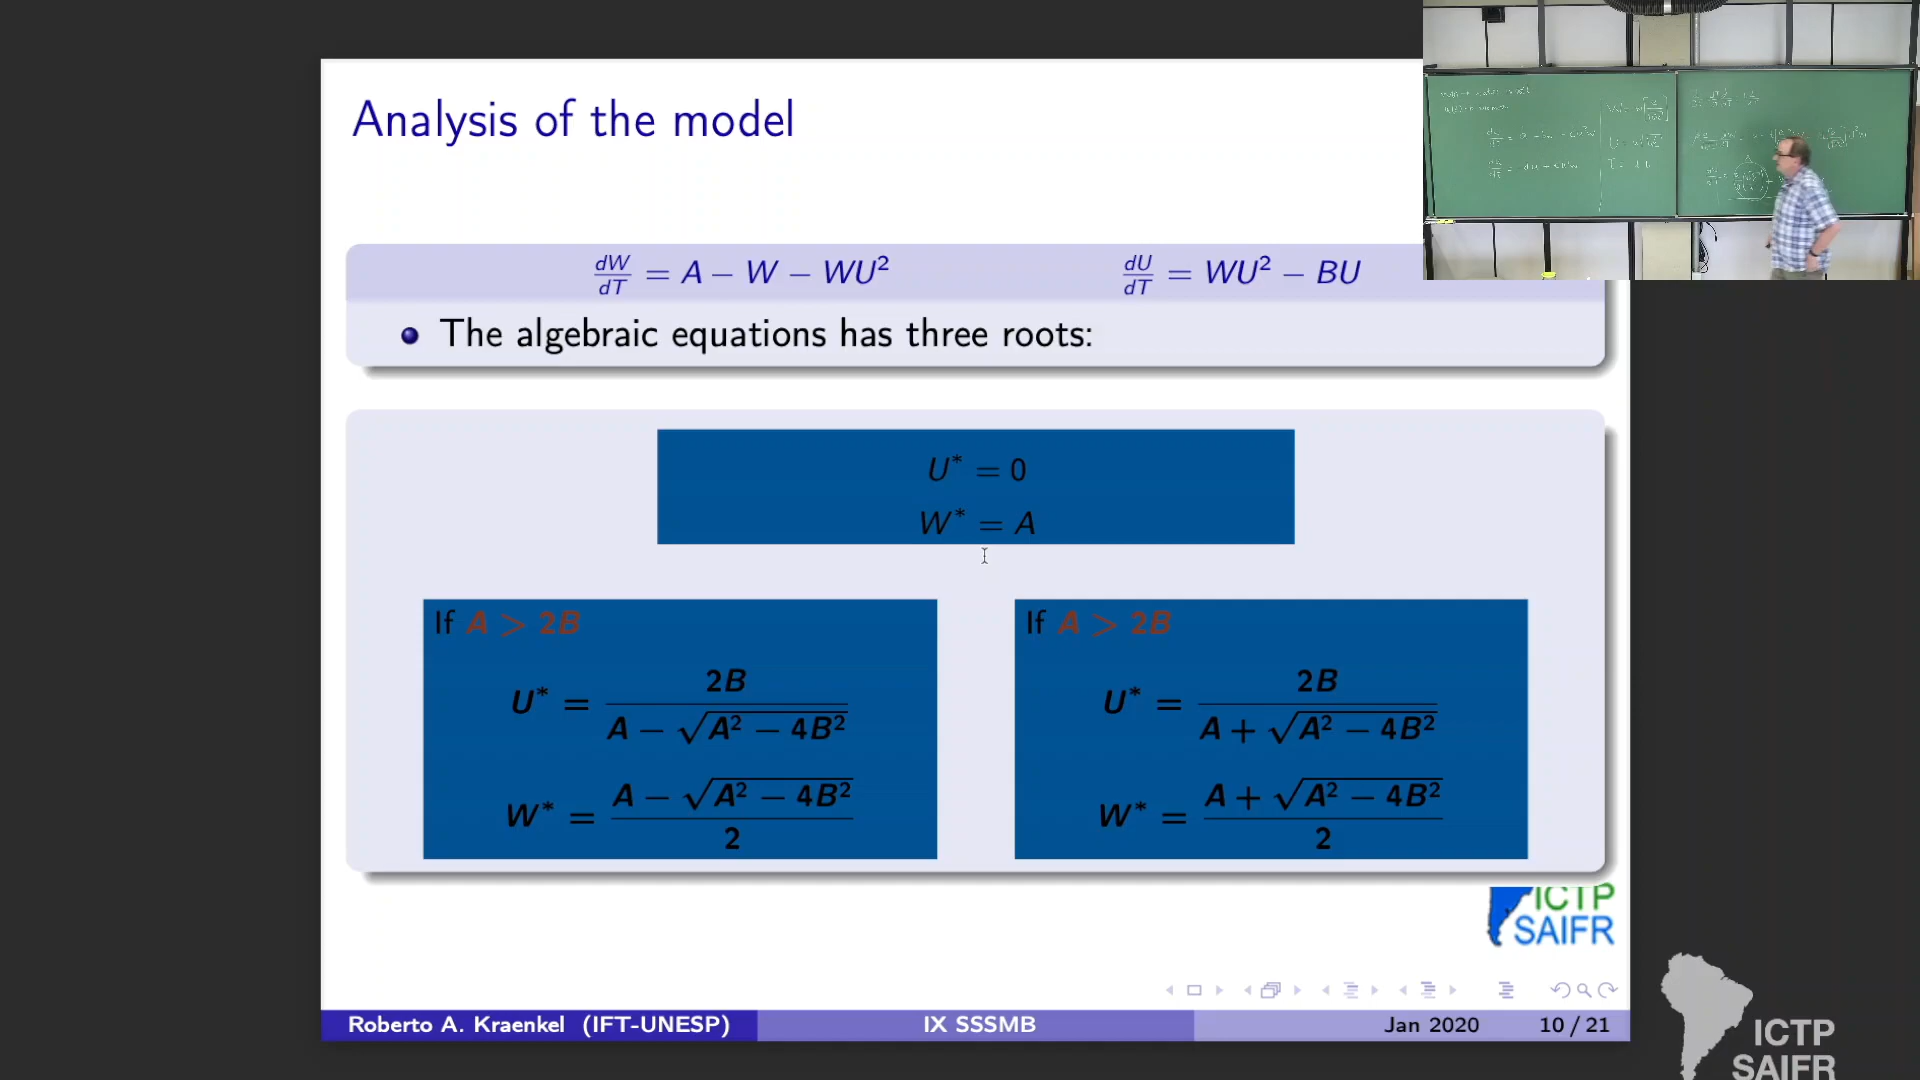 Analysis of the model
dW/dT = A − W − WU² dU/dT = WU² − BU
The algebraic equations has three roots:
U* = 0
W* = A
If A > 2B
U* = 2B / A − √A² − 4B²
W* = A − √A² − 4B² / 2
If A > 2B
U* = 2B / A + √A² − 4B²
W* = A + √A² − 4B² / 2
ICTP
SAIFR
Roberto A. Kraenkel (IFT-UNESP) IX SSSMB Jan 2020 10 / 21
ICTP
SAIFR